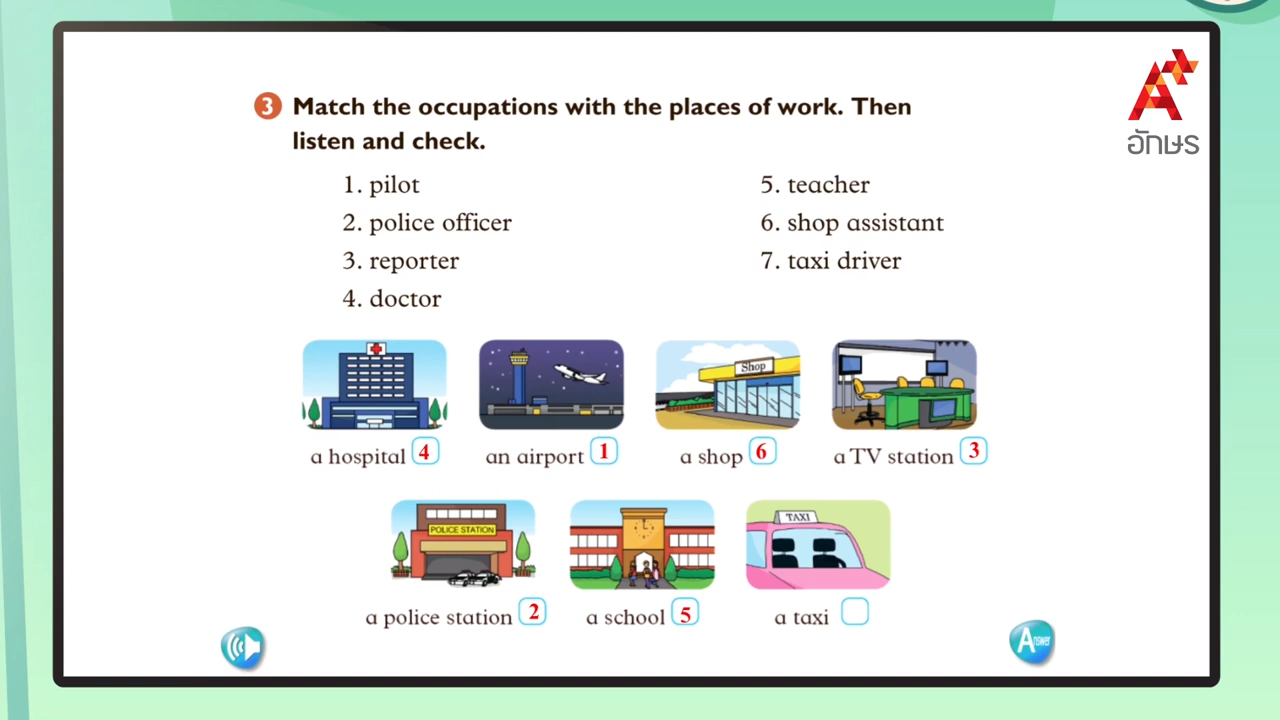 อักษร
3 Match the occupations with the places of work. Then
listen and check.
1. pilot
2. police officer
3. reporter
4. doctor
5. teacher
6. shop assistant
7. taxi driver
Shop
a hospital 4
an airport 1
a shop 6
a TV station 3
POLICE STATION
TAXI
a police station 2
a school 5
a taxi
Answer